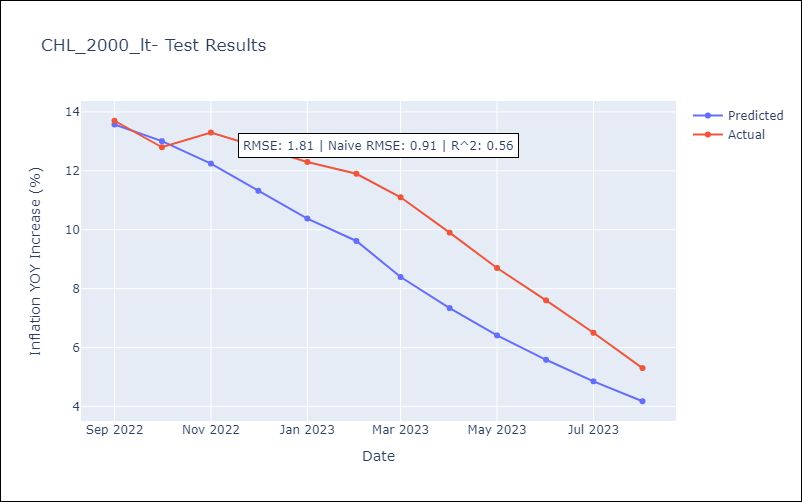 CHL_2000_lt- Test Results
Predicted
Actual
RMSE: 1.81 | Naive RMSE: 0.91 | R^2: 0.56
Inflation YOY Increase (%)
14
12
10
8
6
4
Sep 2022 Nov 2022 Jan 2023 Mar 2023 May 2023 Jul 2023
Date